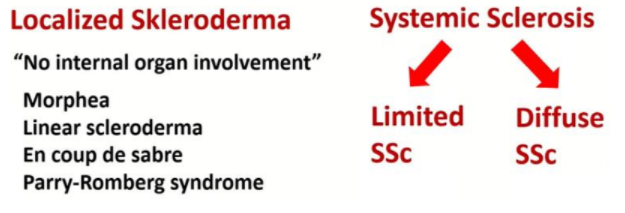 Localized Skleroderma
"No internal organ involvement"
Morphea
Linear scleroderma
En coup de sabre
Parry-Romberg syndrome
Systemic Sclerosis
Limited
SSc
Diffuse
SSc